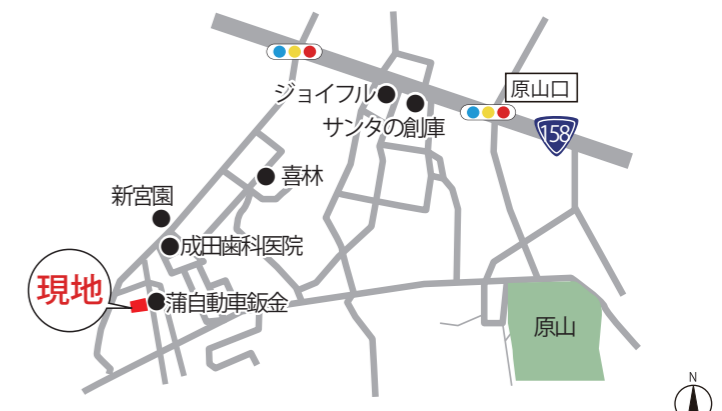 原山口
ジョイフル
158
サンタの創庫
喜林
新宮園
成田歯科医院
現地
蒲自動車鈑金
原山
N